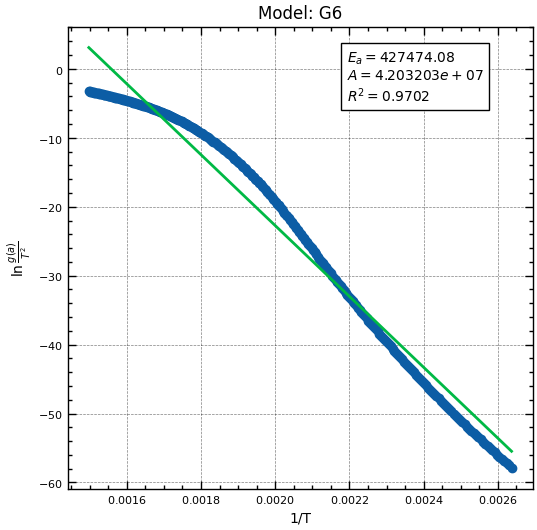 Model: G6
E_a = 427474.08
A = 4.203203e + 07
R² = 0.9702
0
−10
−20
−30
−40
−50
−60
ln g(a)/T²
0.0016 0.0018 0.0020 0.0022 0.0024 0.0026
1/T